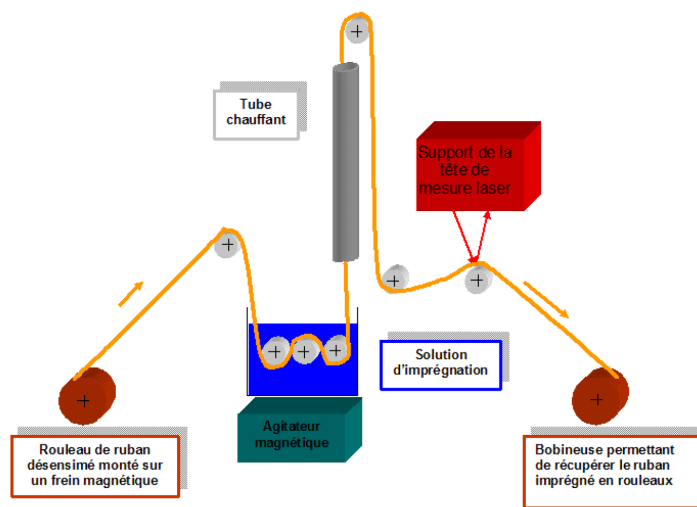 Tube
chauffant
Support de la
tête de
mesure laser
Solution
d'imprégnation
Agitateur
magnétique
Rouleau de ruban
désensimé monté sur
un frein magnétique
Bobineuse permettant
de récupérer le ruban
imprégné en rouleaux